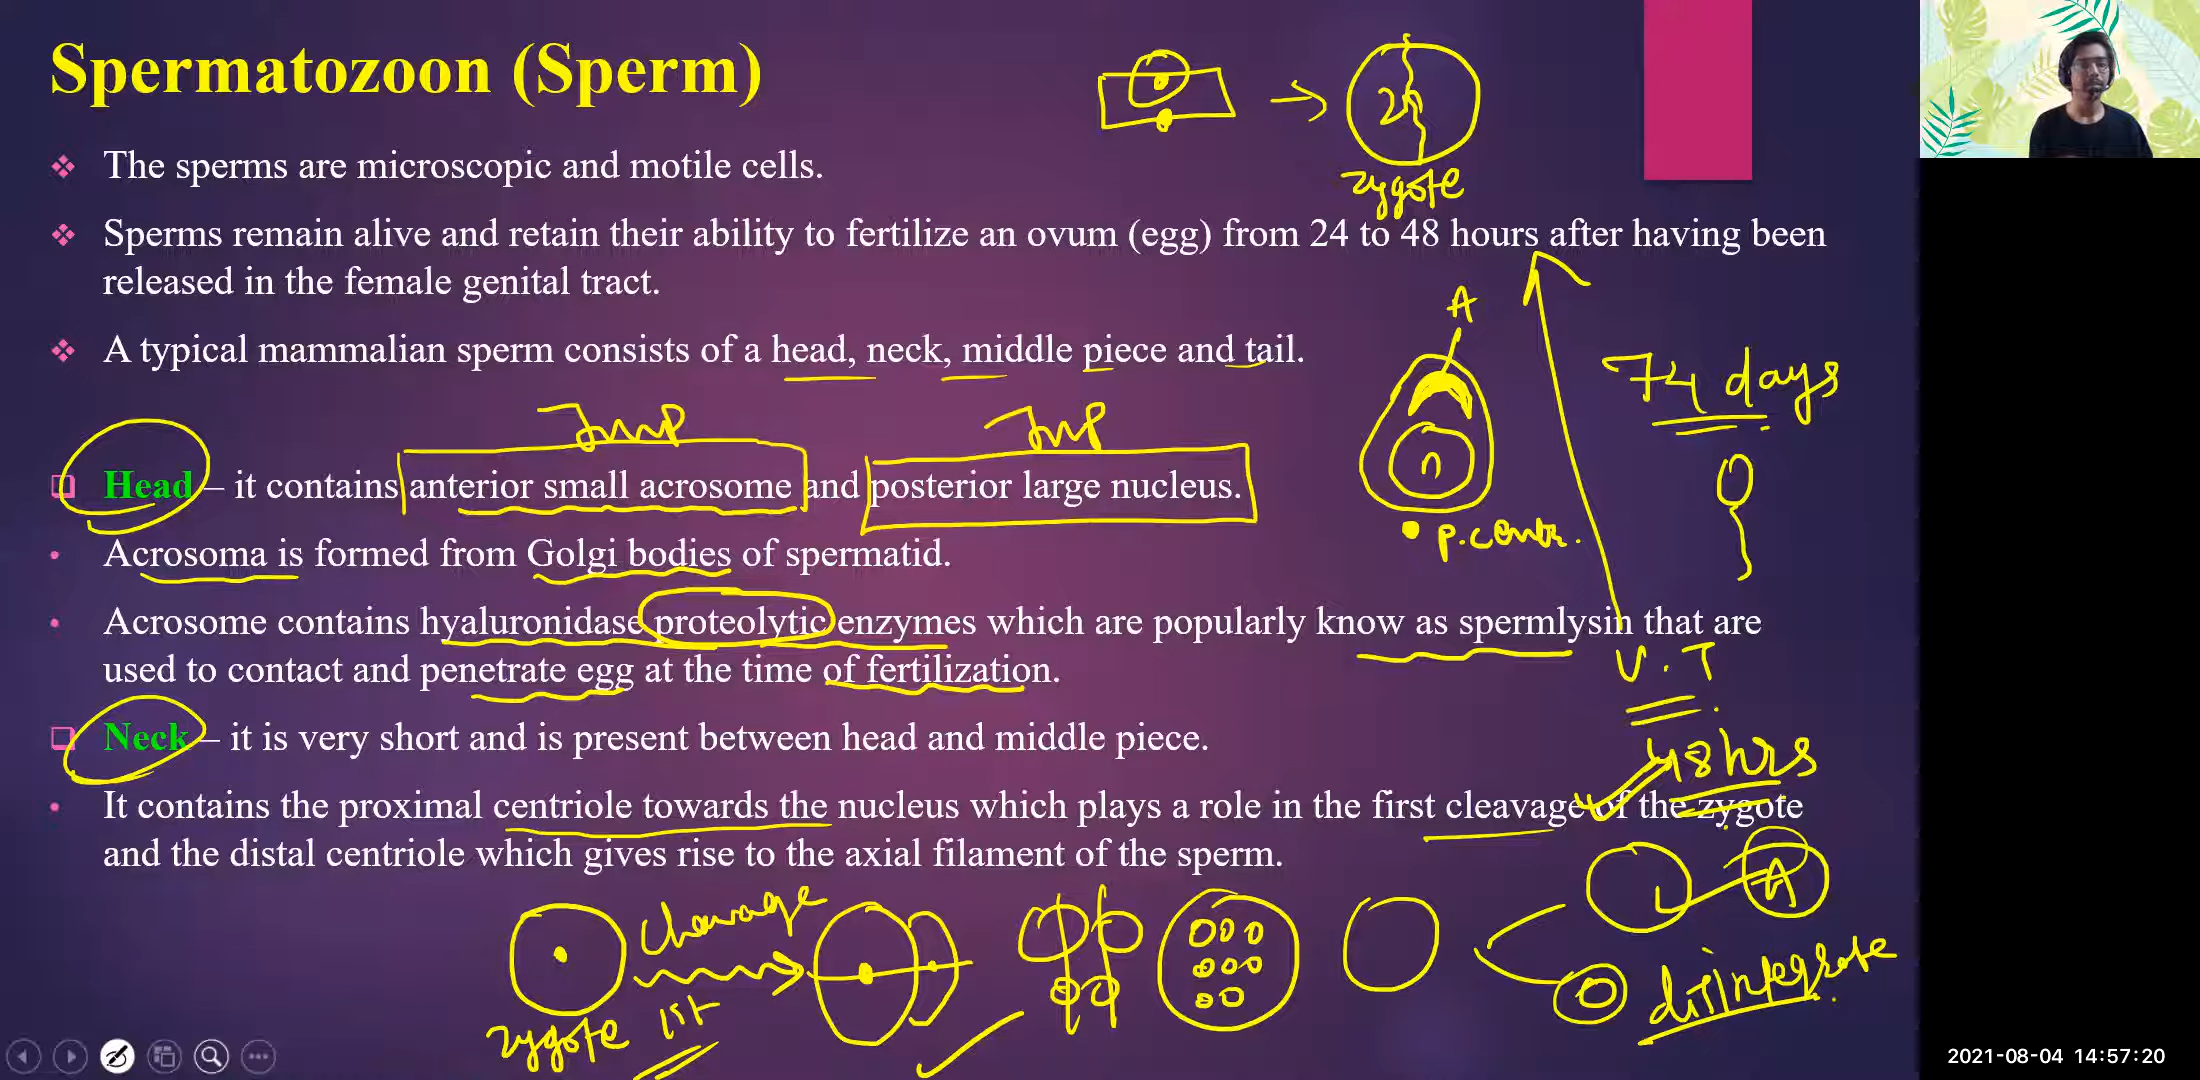 Spermatozoon (Sperm)
The sperms are microscopic and motile cells.
2n
zygote
Sperms remain alive and retain their ability to fertilize an ovum (egg) from 24 to 48 hours after having been
released in the female genital tract.
A
A typical mammalian sperm consists of a head, neck, middle piece and tail.
74 days
Imp
Imp
Head – it contains anterior small acrosome and posterior large nucleus.
n
p.centr.
Acrosoma is formed from Golgi bodies of spermatid.
Acrosome contains hyaluronidase proteolytic enzymes which are popularly know as spermlysin that are
used to contact and penetrate egg at the time of fertilization.
V.T
Neck – it is very short and is present between head and middle piece.
48 hrs
It contains the proximal centriole towards the nucleus which plays a role in the first cleavage of the zygote
and the distal centriole which gives rise to the axial filament of the sperm.
A
cleavage
1st
zygote
disintegrate
2021-08-04 14:57:20